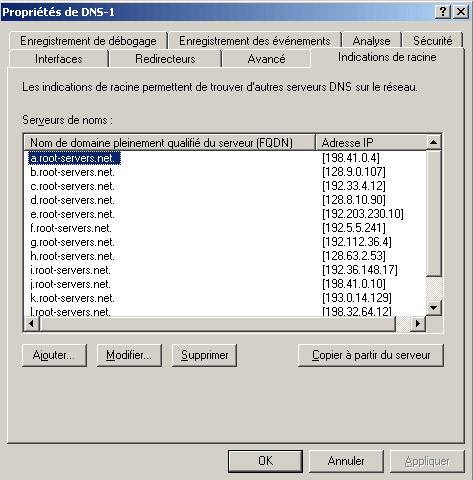 Propriétés de DNS-1
Enregistrement de débogage Enregistrement des événements Analyse Sécurité
Interfaces Redirecteurs Avancé Indications de racine
Les indications de racine permettent de trouver d'autres serveurs DNS sur le réseau.
Serveurs de noms :
Nom de domaine pleinement qualifié du serveur (FQDN) Adresse IP
a.root-servers.net. [198.41.0.4]
b.root-servers.net. [128.9.0.107]
c.root-servers.net. [192.33.4.12]
d.root-servers.net. [128.8.10.90]
e.root-servers.net. [192.203.230.10]
f.root-servers.net. [192.5.5.241]
g.root-servers.net. [192.112.36.4]
h.root-servers.net. [128.63.2.53]
i.root-servers.net. [192.36.148.17]
j.root-servers.net. [198.41.0.10]
k.root-servers.net. [193.0.14.129]
l.root-servers.net. [198.32.64.12]
Ajouter... Modifier... Supprimer Copier à partir du serveur
OK Annuler Appliquer